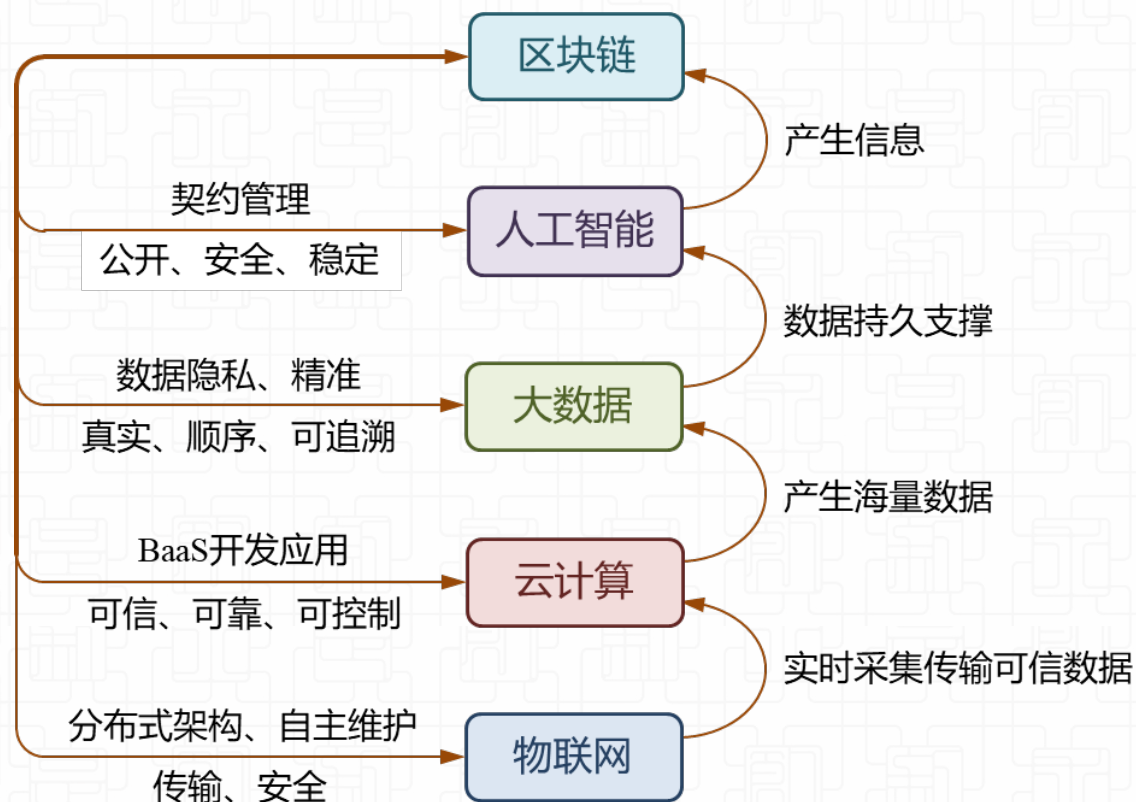 区块链
产生信息
契约管理
公开、安全、稳定
人工智能
数据持久支撑
数据隐私、精准
真实、顺序、可追溯
大数据
产生海量数据
BaaS开发应用
可信、可靠、可控制
云计算
实时采集传输可信数据
分布式架构、自主维护
传输、安全
物联网